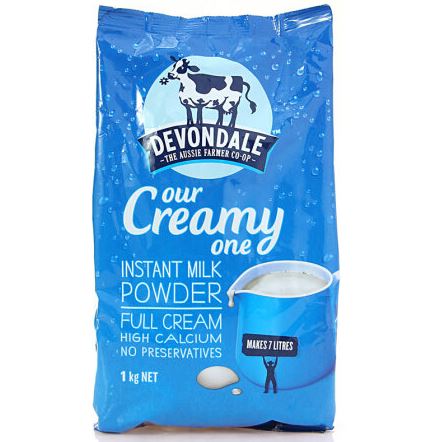 DEVONDALE
- THE AUSSIE FARMER CO-OP -
our
Creamy
one
INSTANT MILK
POWDER
FULL CREAM
HIGH CALCIUM
NO PRESERVATIVES
1 kg NET
MAKES 7 LITRES